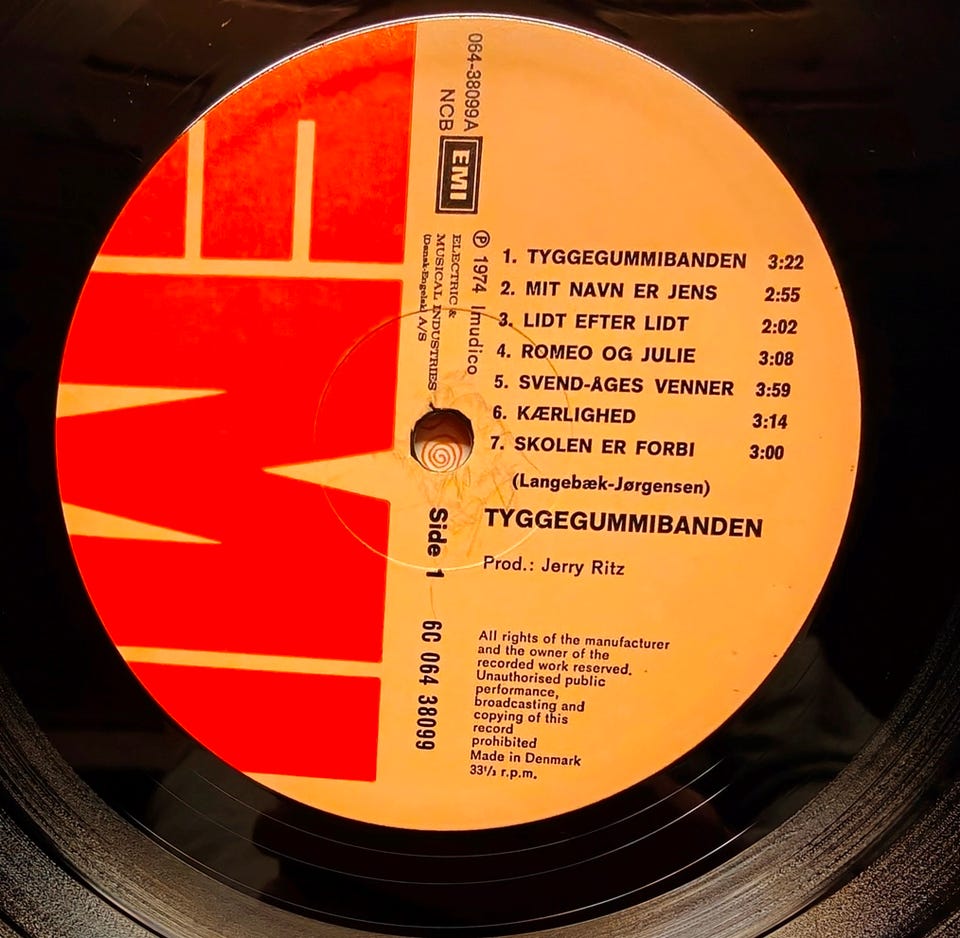 EMI
064-38099A
NCB
EMI
ELECTRIC &
MUSICAL INDUSTRIES
(Dansk-Engelsk) A/S
℗ 1974 Imudico
1. TYGGEGUMMIBANDEN 3:22
2. MIT NAVN ER JENS 2:55
3. LIDT EFTER LIDT 2:02
4. ROMEO OG JULIE 3:08
5. SVEND-ÅGES VENNER 3:59
6. KÆRLIGHED 3:14
7. SKOLEN ER FORBI 3:00
(Langebæk-Jørgensen)
TYGGEGUMMIBANDEN
Prod.: Jerry Ritz
Side 1
6C 064 38099
All rights of the manufacturer
and the owner of the
recorded work reserved.
Unauthorised public
performance,
broadcasting and
copying of this
record
prohibited
Made in Denmark
33⅓ r.p.m.